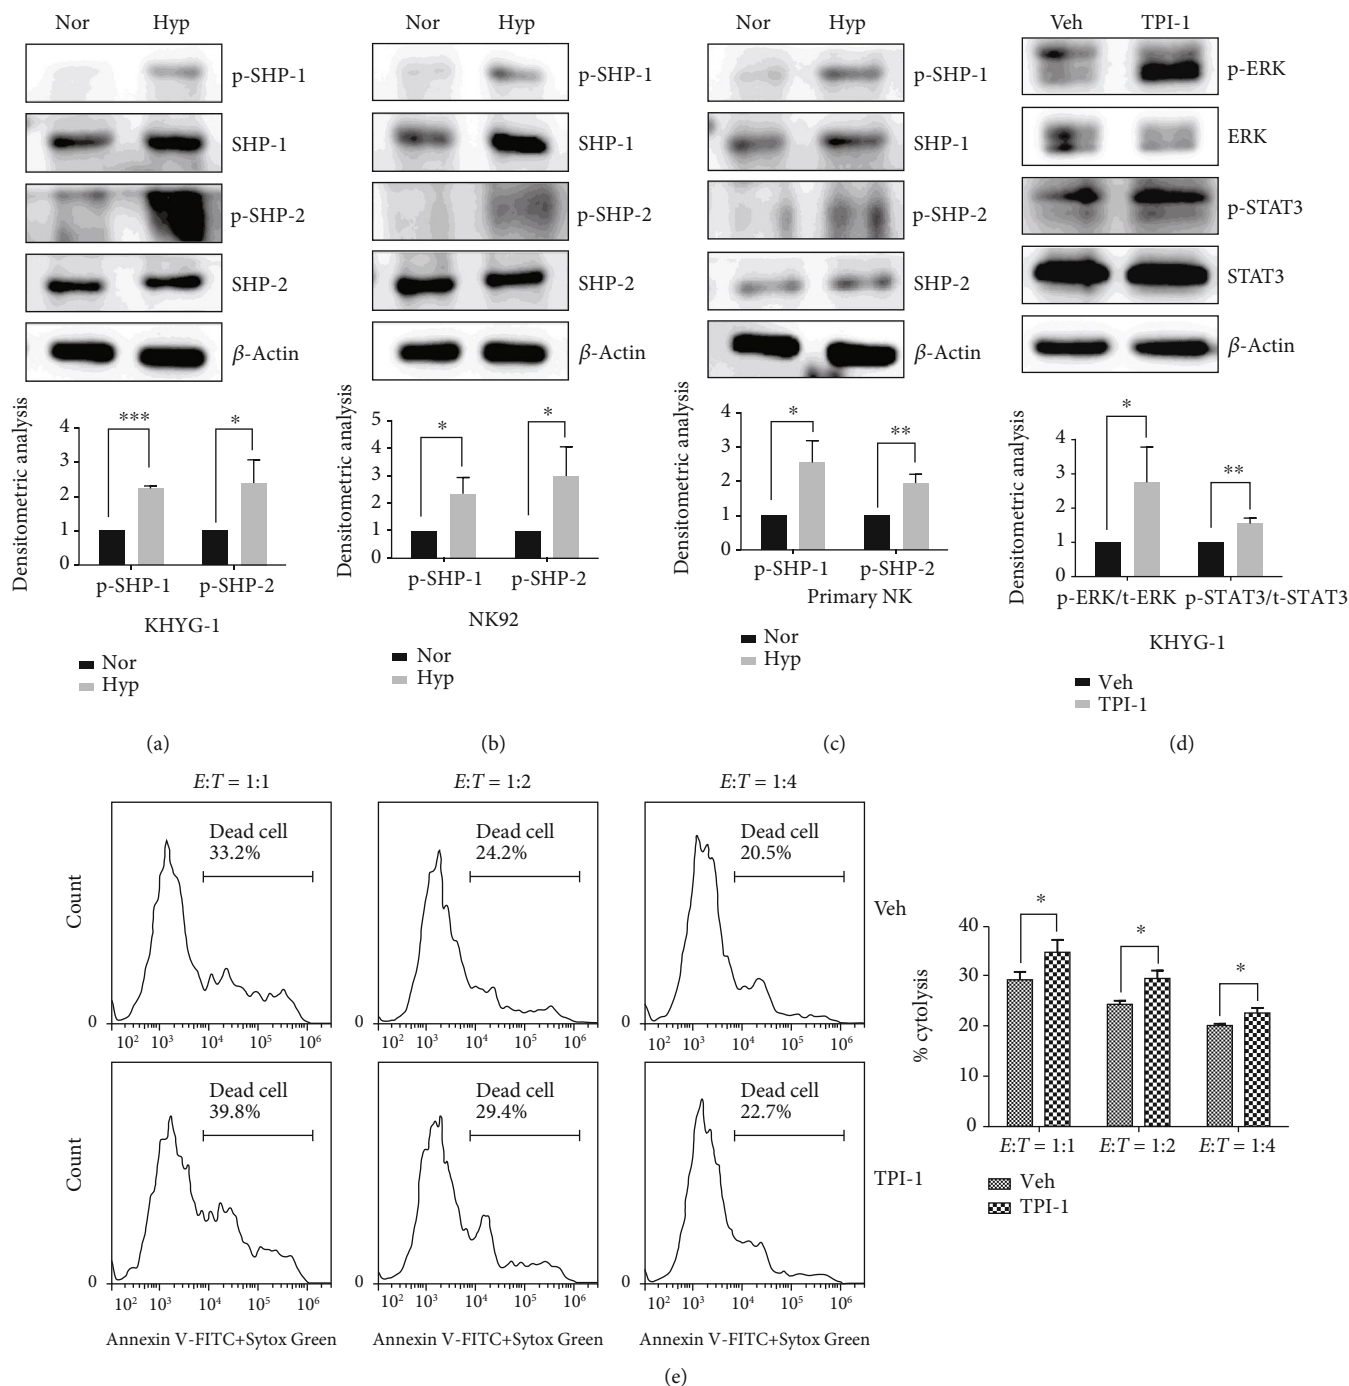 Nor Hyp
p-SHP-1
SHP-1
p-SHP-2
SHP-2
β-Actin
Densitometric analysis
4
3
2
1
0
*** *
p-SHP-1 p-SHP-2
KHYG-1
Nor
Hyp
(a)
Nor Hyp
p-SHP-1
SHP-1
p-SHP-2
SHP-2
β-Actin
Densitometric analysis
5
4
3
2
1
0
* *
p-SHP-1 p-SHP-2
NK92
Nor
Hyp
(b)
Nor Hyp
p-SHP-1
SHP-1
p-SHP-2
SHP-2
β-Actin
Densitometric analysis
4
3
2
1
0
* **
p-SHP-1 p-SHP-2
Primary NK
Nor
Hyp
(c)
Veh TPI-1
p-ERK
ERK
p-STAT3
STAT3
β-Actin
Densitometric analysis
4
3
2
1
0
* **
p-ERK/t-ERK p-STAT3/t-STAT3
KHYG-1
Veh
TPI-1
(d)
E:T = 1:1 E:T = 1:2 E:T = 1:4
Count
Dead cell
33.2%
0
10² 10³ 10⁴ 10⁵ 10⁶
Dead cell
24.2%
0
10² 10³ 10⁴ 10⁵ 10⁶
Dead cell
20.5%
0
10² 10³ 10⁴ 10⁵ 10⁶
Veh
Count
Dead cell
39.8%
0
10² 10³ 10⁴ 10⁵ 10⁶
Annexin V-FITC+Sytox Green
Dead cell
29.4%
0
10² 10³ 10⁴ 10⁵ 10⁶
Annexin V-FITC+Sytox Green
Dead cell
22.7%
0
10² 10³ 10⁴ 10⁵ 10⁶
Annexin V-FITC+Sytox Green
TPI-1
% cytolysis
40
30
20
10
0
* * *
E:T = 1:1 E:T = 1:2 E:T = 1:4
Veh
TPI-1
(e)